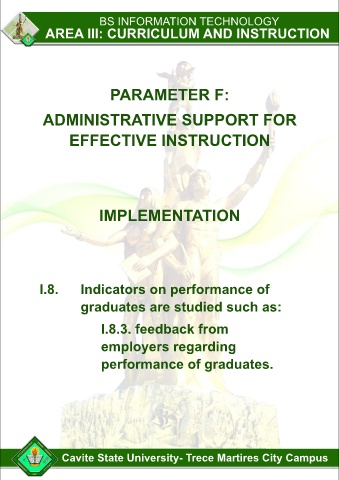 BS INFORMATION TECHNOLOGY
AREA III: CURRICULUM AND INSTRUCTION
PARAMETER F:
ADMINISTRATIVE SUPPORT FOR
EFFECTIVE INSTRUCTION
IMPLEMENTATION
I.8. Indicators on performance of
graduates are studied such as:
I.8.3. feedback from
employers regarding
performance of graduates.
Cavite State University- Trece Martires City Campus